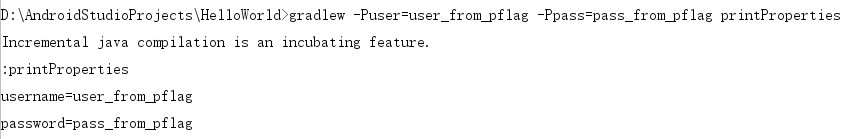 D:\AndroidStudioProjects\HelloWorld>gradlew -Puser=user_from_pflag -Ppass=pass_from_pflag printProperties
Incremental java compilation is an incubating feature.
:printProperties
username=user_from_pflag
password=pass_from_pflag